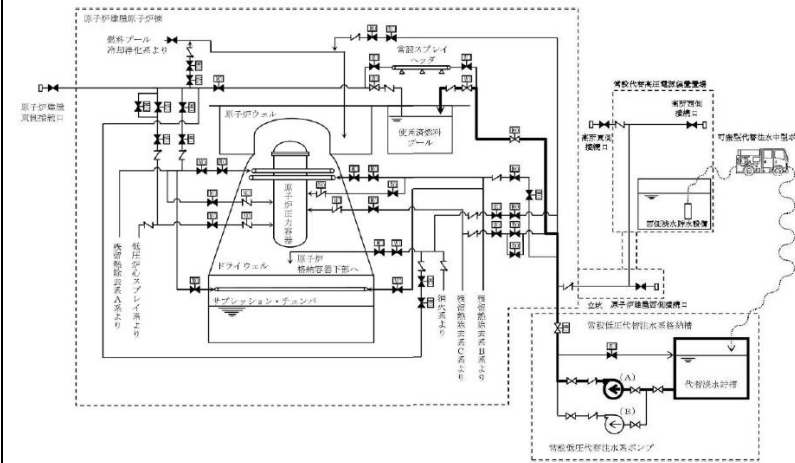 原子炉建屋原子炉棟
燃料プール
冷却浄化系より
常設スプレイ
ヘッダ
原子炉建屋
東側接続口
原子炉ウェル
使用済燃料
プール
常設代替高圧電源装置置場
高所西側
接続口
高所東側
接続口
可搬型代替注水中型ポ
西側淡水貯水設備
原子炉圧力容器
残留熱除去系A系より
低圧炉心スプレイ系より
ドライウェル
原子炉
格納容器下部へ
サプレッション・チェンバ
消火系より
残留熱除去系C系より
残留熱除去系B系より
立坑
原子炉建屋西側接続口
常設低圧代替注水系格納槽
(A)
代替淡水貯槽
(B)
常設低圧代替注水系ポンプ